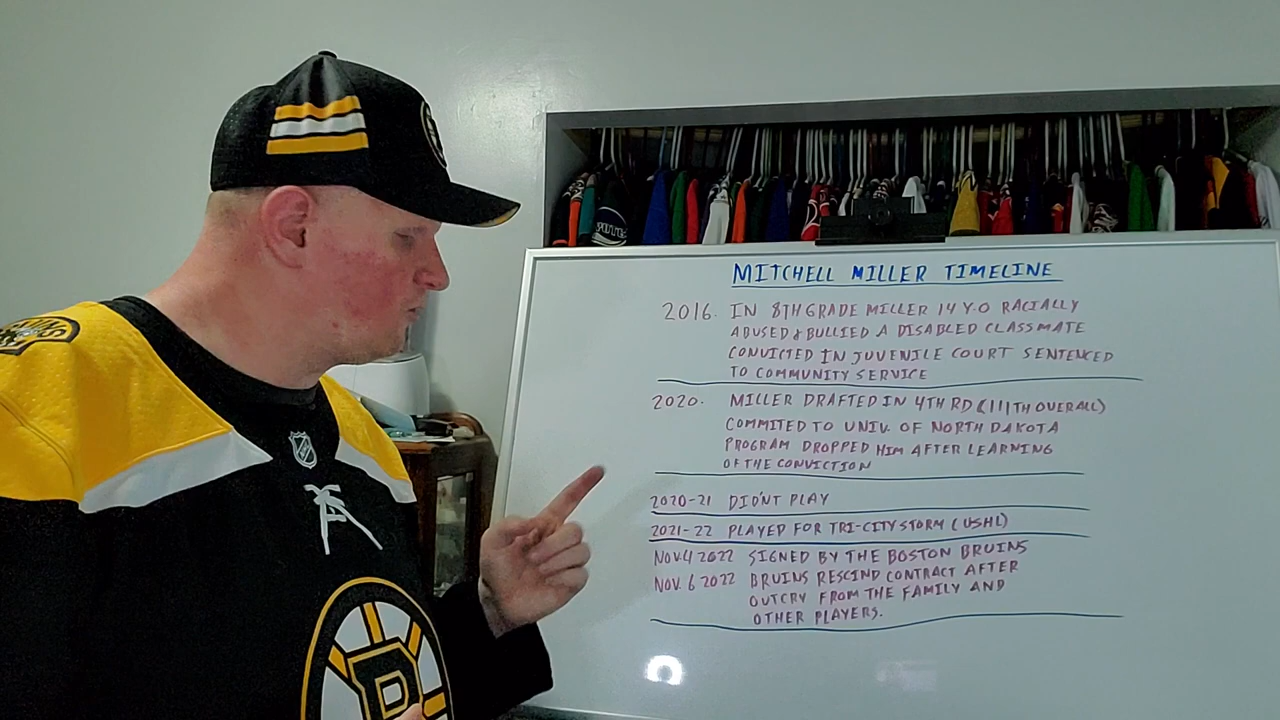 MITCHELL MILLER TIMELINE
2016. IN 8TH GRADE MILLER 14 Y.O RACIALLY
ABUSED & BULLIED A DISABLED CLASSMATE
CONVICTED IN JUVENILE COURT SENTENCED
TO COMMUNITY SERVICE
2020. MILLER DRAFTED IN 4TH RD (111TH OVERALL)
COMMITED TO UNIV. OF NORTH DAKOTA
PROGRAM DROPPED HIM AFTER LEARNING
OF THE CONVICTION
2020-21 DID'NT PLAY
2021-22 PLAYED FOR TRI-CITY STORM (USHL)
NOV. 4 2022 SIGNED BY THE BOSTON BRUINS
NOV. 6 2022 BRUINS RESCIND CONTRACT AFTER
OUTCRY FROM THE FAMILY AND
OTHER PLAYERS.
NHL
B